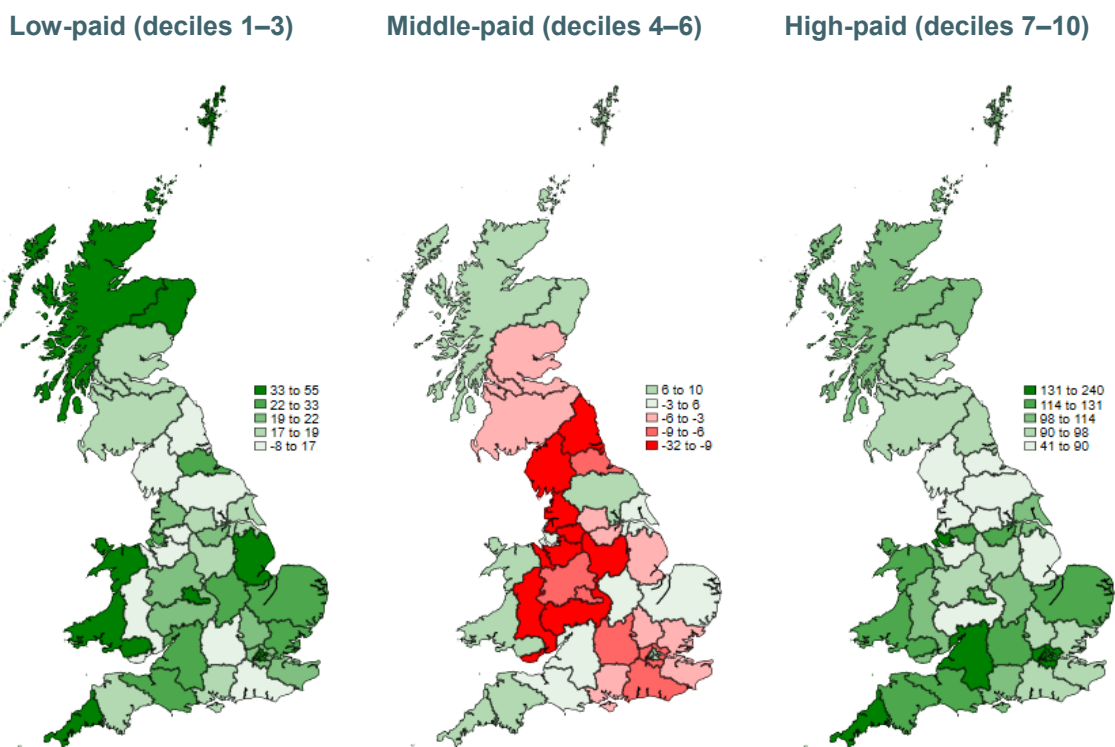 Low-paid (deciles 1–3)
Middle-paid (deciles 4–6)
High-paid (deciles 7–10)
33 to 55
22 to 33
19 to 22
17 to 19
-8 to 17
6 to 10
-3 to 6
-6 to -3
-9 to -6
-32 to -9
131 to 240
114 to 131
98 to 114
90 to 98
41 to 90